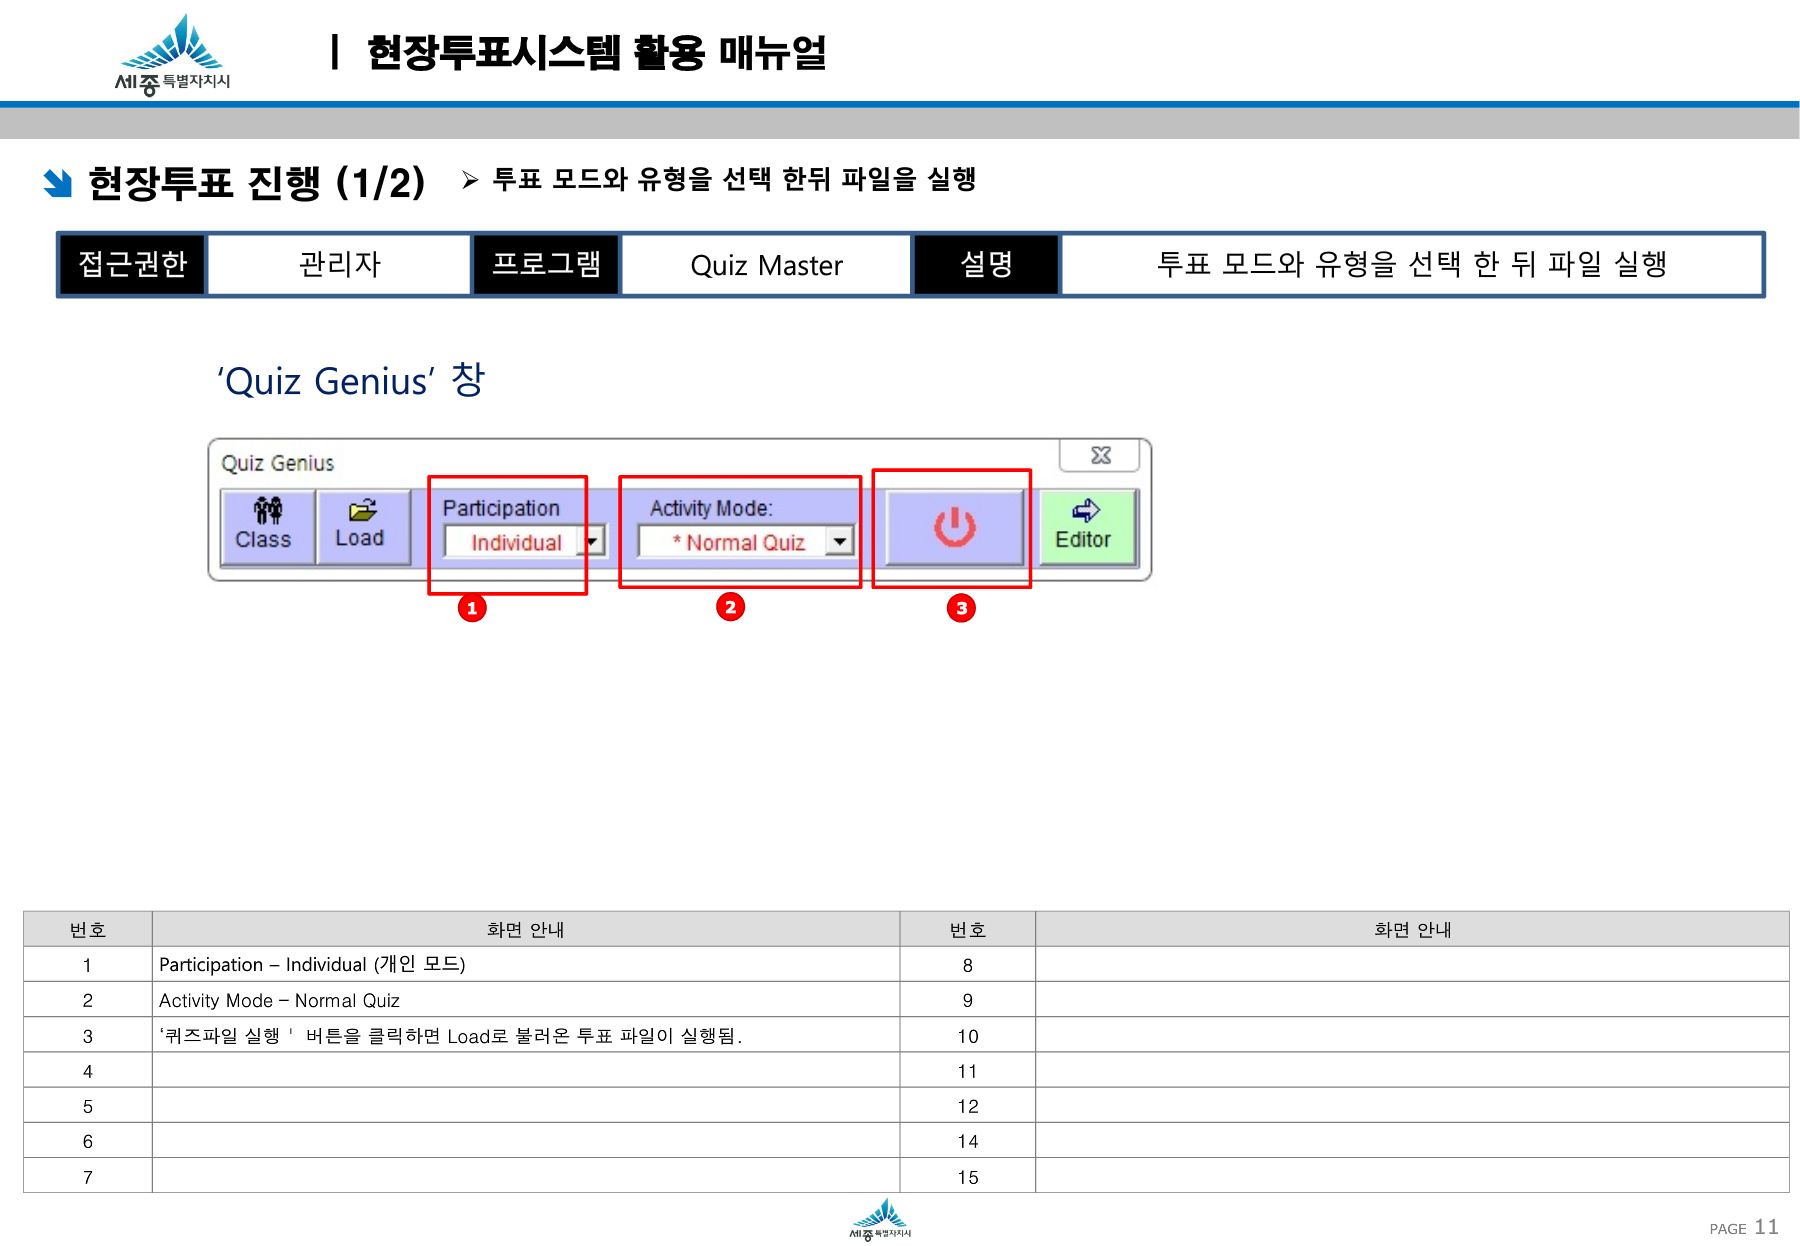 세종특별자치시
| 현장투표시스템 활용 매뉴얼
현장투표 진행 (1/2) ➢ 투표 모드와 유형을 선택 한뒤 파일을 실행
접근권한 관리자 프로그램 Quiz Master 설명 투표 모드와 유형을 선택 한 뒤 파일 실행
‘Quiz Genius’ 창
Quiz Genius
Class Load Participation Individual Activity Mode: * Normal Quiz Editor
1 2 3
번호 화면 안내 번호 화면 안내
1 Participation – Individual (개인 모드) 8
2 Activity Mode – Normal Quiz 9
3 ‘퀴즈파일 실행 ' 버튼을 클릭하면 Load로 불러온 투표 파일이 실행됨. 10
4 11
5 12
6 14
7 15
세종특별자치시
PAGE 11